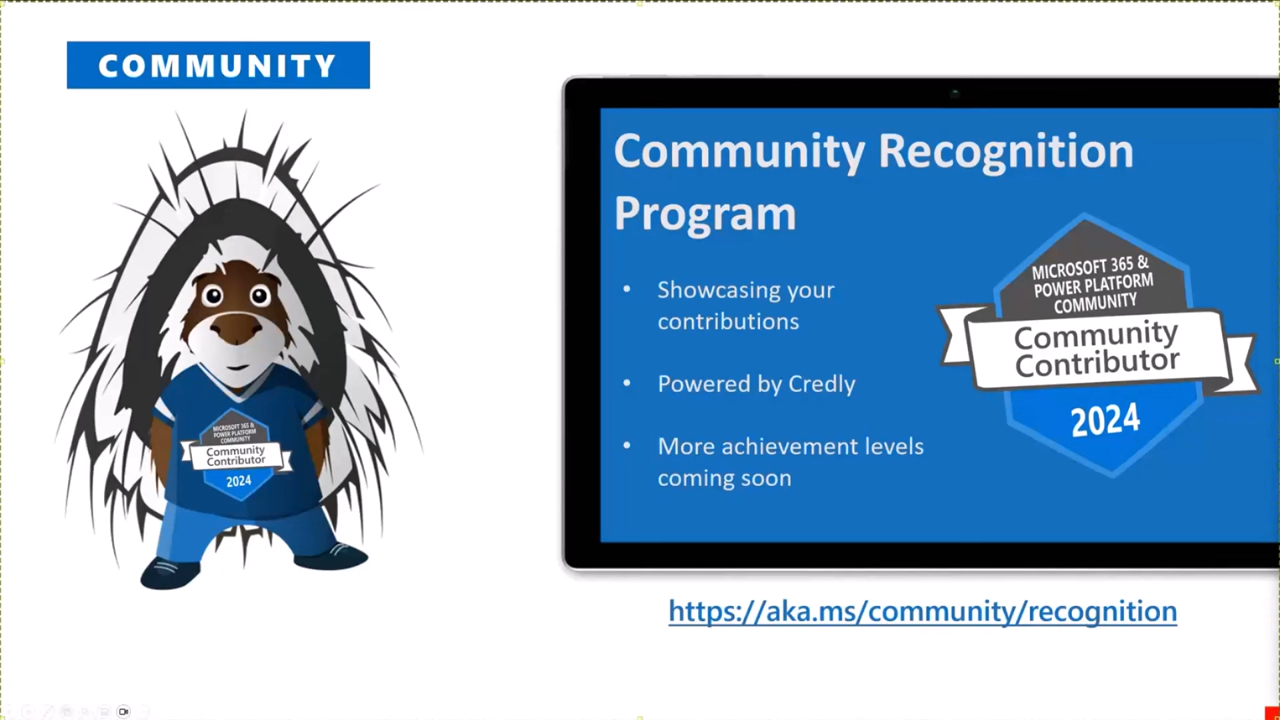 COMMUNITY
MICROSOFT 365 &
POWER PLATFORM
COMMUNITY
Community
Contributor
2024
Community Recognition
Program
• Showcasing your
contributions
• Powered by Credly
• More achievement levels
coming soon
MICROSOFT 365 &
POWER PLATFORM
COMMUNITY
Community
Contributor
2024
https://aka.ms/community/recognition